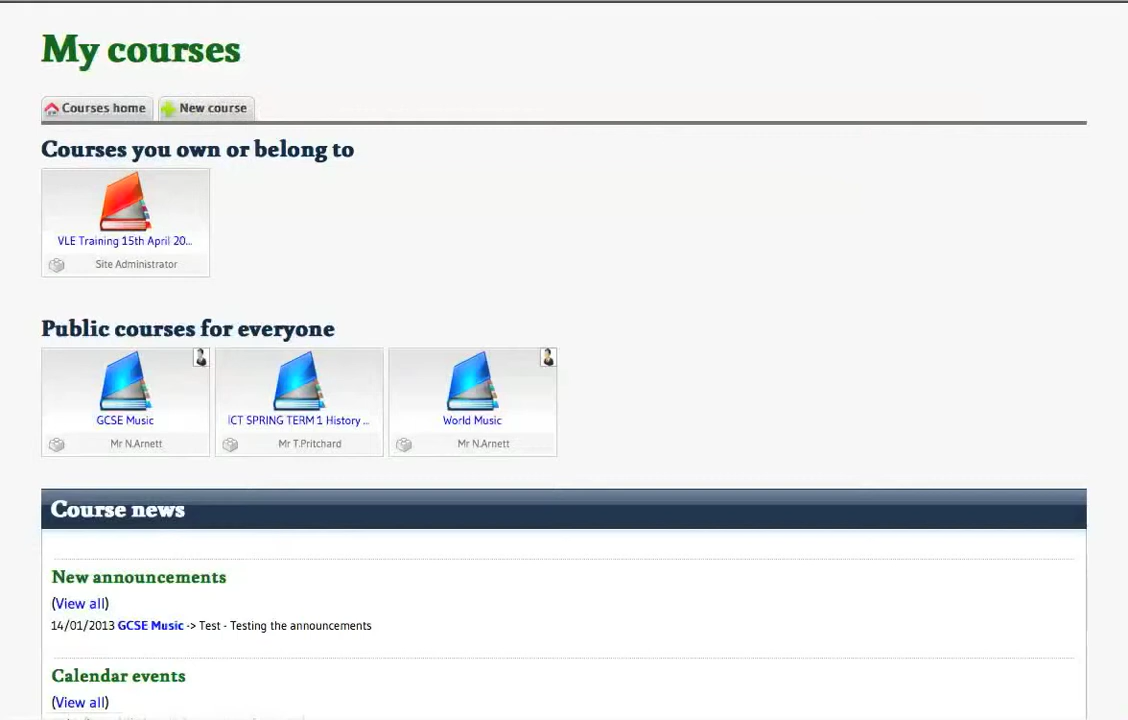 My courses
Courses home
New course
Courses you own or belong to
VLE Training 15th April 20...
Site Administrator
Public courses for everyone
GCSE Music
ICT SPRING TERM 1 History ...
World Music
Mr N.Arnett
Mr T.Pritchard
Mr N.Arnett
Course news
New announcements
(View all)
14/01/2013 GCSE Music -> Test - Testing the announcements
Calendar events
(View all)